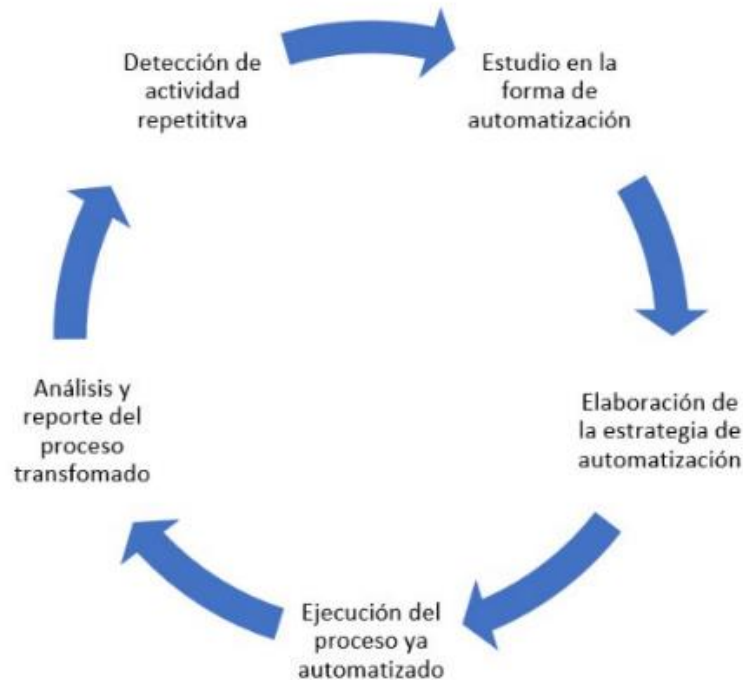 Detección de
actividad
repetititva
Estudio en la
forma de
automatización
Elaboración de
la estrategia de
automatización
Ejecución del
proceso ya
automatizado
Análisis y
reporte del
proceso
transfomado